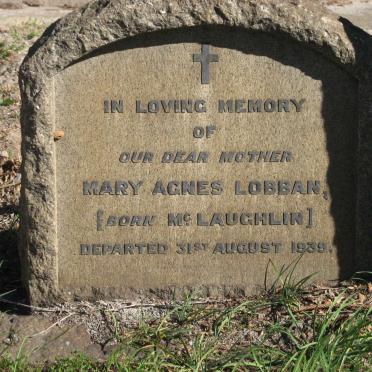 IN LOVING MEMORY
OF
OUR DEAR MOTHER
MARY AGNES LOBBAN,
[BORN McLAUGHLIN]
DEPARTED 31ST AUGUST 1939.